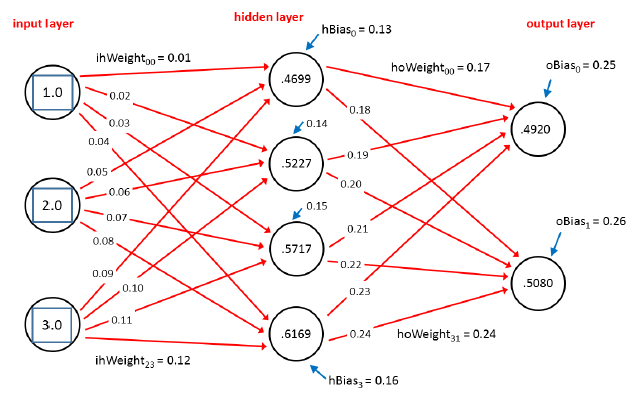 input layer
hidden layer
output layer
hBias0 = 0.13
ihWeight00 = 0.01
hoWeight00 = 0.17
oBias0 = 0.25
1.0
.4699
0.02
0.03
0.04
0.14
0.18
.4920
0.05
0.06
.5227
0.19
0.20
2.0
0.07
0.08
0.15
0.21
oBias1 = 0.26
.5717
0.22
0.09
0.10
0.23
.5080
3.0
0.11
.6169
0.24
hoWeight31 = 0.24
ihWeight23 = 0.12
hBias3 = 0.16